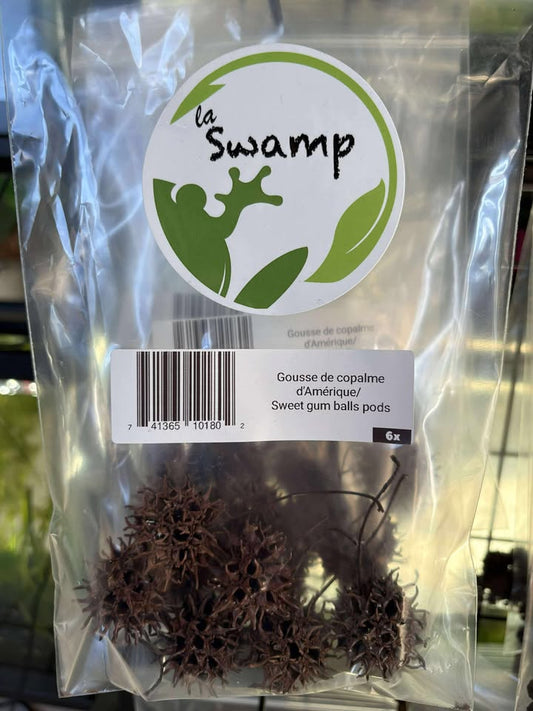 la
Swamp
Gousse de copalme
d'Amérique/
Gousse de copalme
d'Amérique/
Sweet gum balls pods
7 41365 10180 2
6x